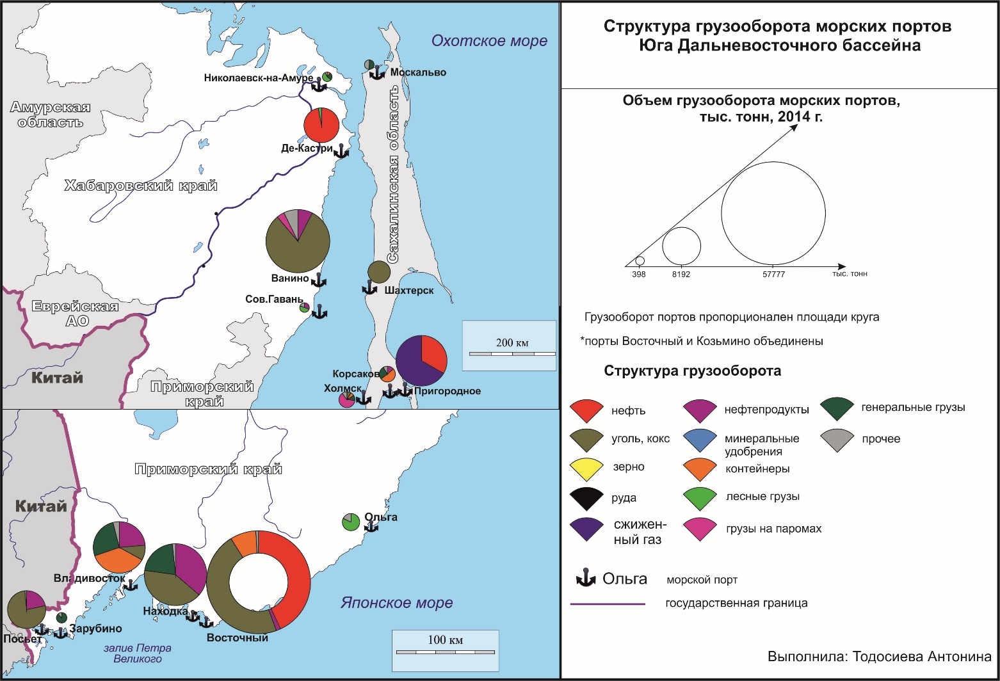 Структура грузооборота морских портов
Юга Дальневосточного бассейна
Объем грузооборота морских портов,
тыс. тонн, 2014 г.
398
8192
57777
тыс. тонн
Грузооборот портов пропорционален площади круга
*порты Восточный и Козьмино объединены
Структура грузооборота
нефть
нефтепродукты
генеральные грузы
уголь, кокс
минеральные
удобрения
прочее
зерно
контейнеры
руда
лесные грузы
сжижен-
ный газ
грузы на паромах
Ольга
морской порт
государственная граница
Выполнила: Тодосиева Антонина
Охотское море
Николаевск-на-Амуре
Москальво
Амурская
область
Де-Кастри
Сахалинская область
Хабаровский край
Ванино
Шахтерск
Сов.Гавань
Еврейская
АО
200 км
Китай
Корсаков
Холмск
Пригородное
Приморский
край
Приморский край
Китай
Ольга
Владивосток
Находка
Японское море
Зарубино
Посьет
Восточный
залив Петра
Великого
100 км